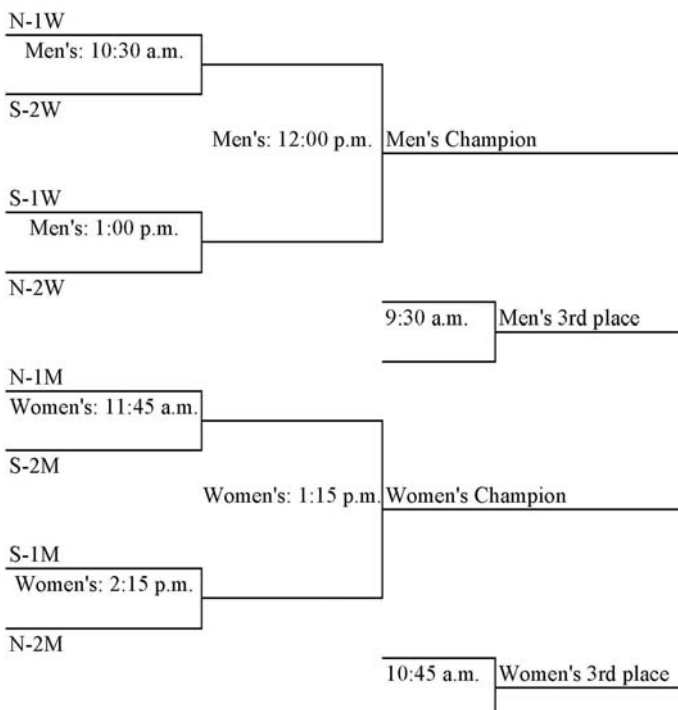 N-1W
Men's: 10:30 a.m.
S-2W
Men's: 12:00 p.m. Men's Champion
S-1W
Men's: 1:00 p.m.
N-2W
9:30 a.m. Men's 3rd place
N-1M
Women's: 11:45 a.m.
S-2M
Women's: 1:15 p.m. Women's Champion
S-1M
Women's: 2:15 p.m.
N-2M
10:45 a.m. Women's 3rd place